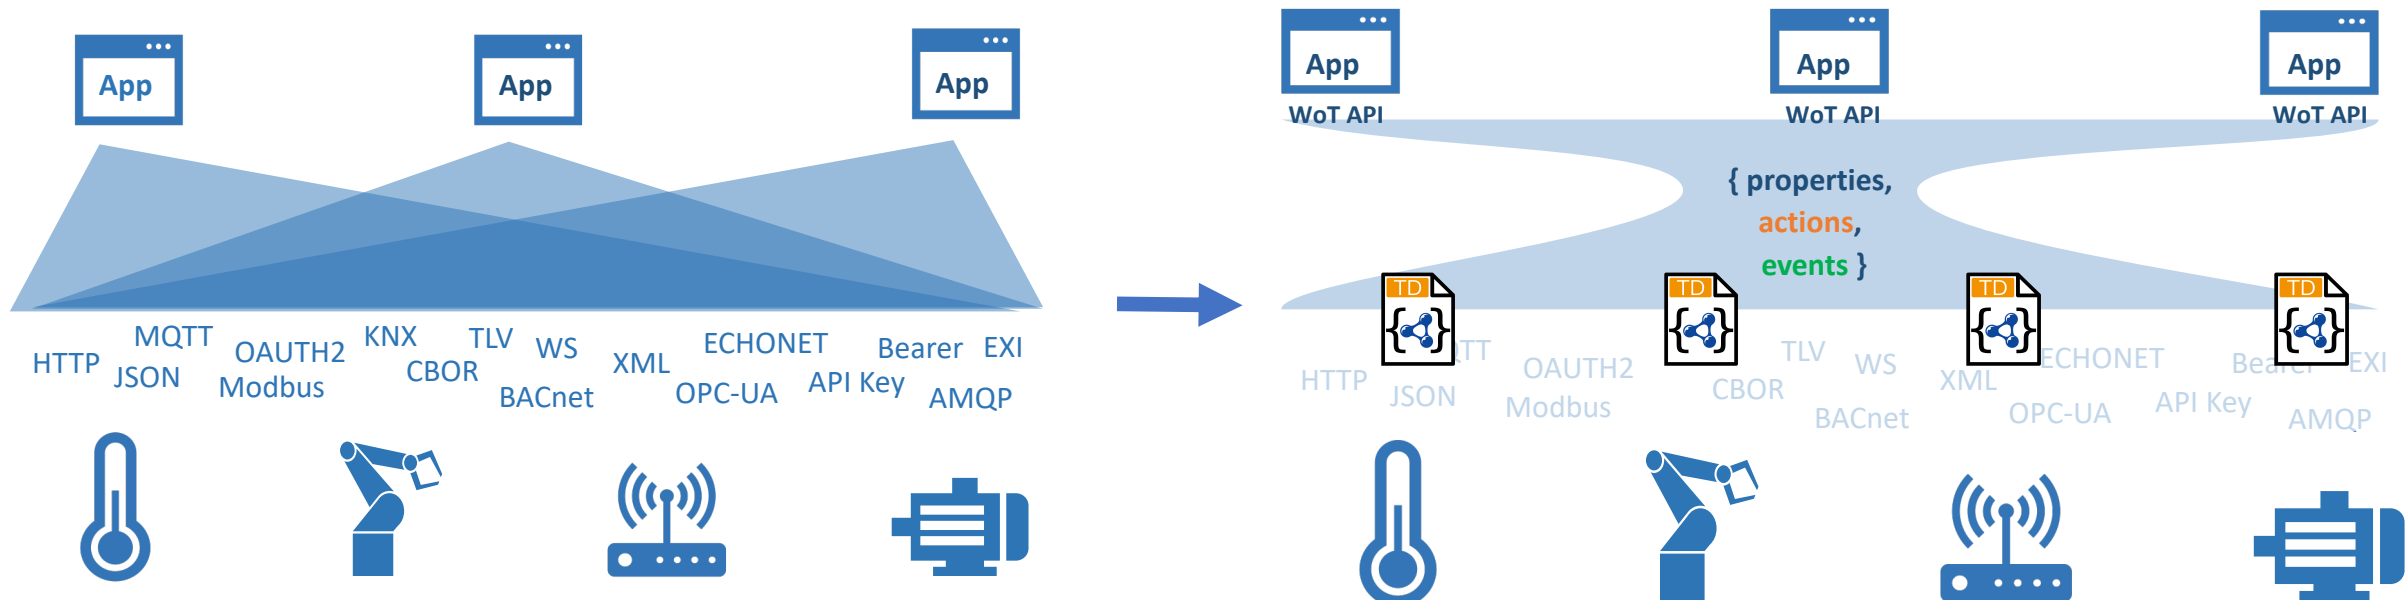 App
App
App
MQTT
KNX
TLV
WS
ECHONET
Bearer
EXI
HTTP
JSON
OAUTH2
Modbus
CBOR
BACnet
XML
OPC-UA
API Key
AMQP
App
App
App
WoT API
WoT API
WoT API
{ properties,
actions,
events }
TD
TD
TD
TD
TT
TLV
WS
ECHONET
EXI
HTTP
JSON
OAUTH2
Modbus
CBOR
BACnet
XML
OPC-UA
API Key
AMQP